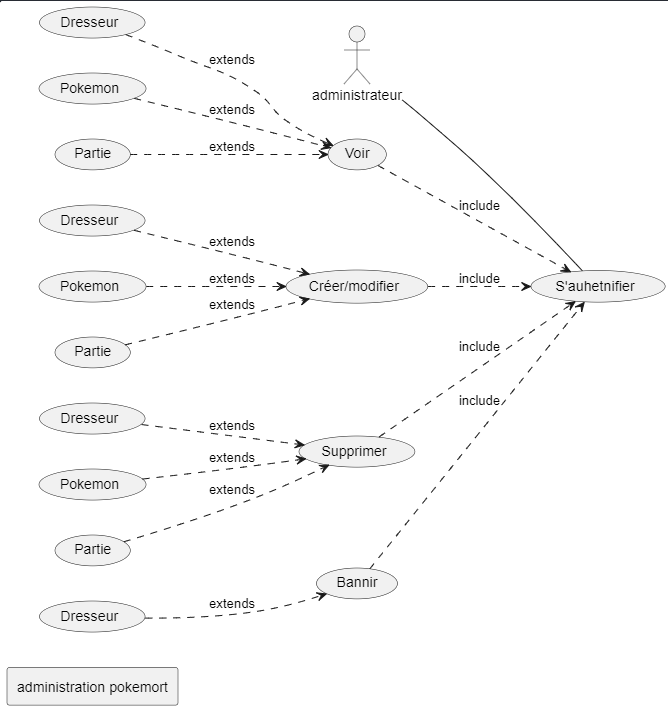 Dresseur
extends
administrateur
Pokemon
extends
Partie
extends
Voir
include
Dresseur
extends
Pokemon
extends
Créer/modifier
include
S'auhetnifier
extends
Partie
include
Dresseur
extends
include
Supprimer
Pokemon
extends
extends
Partie
Bannir
Dresseur
extends
administration pokemort